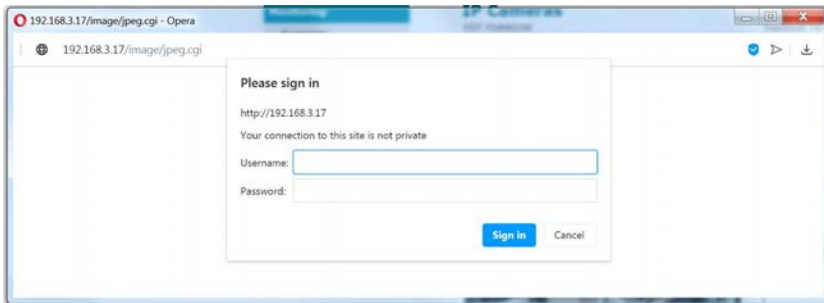 Monitoring
IP Cameras
192.168.3.17/image/jpeg.cgi - Opera
192.168.3.17/image/jpeg.cgi
Please sign in
http://192.168.3.17
Your connection to this site is not private
Username:
Password:
Sign in
Cancel